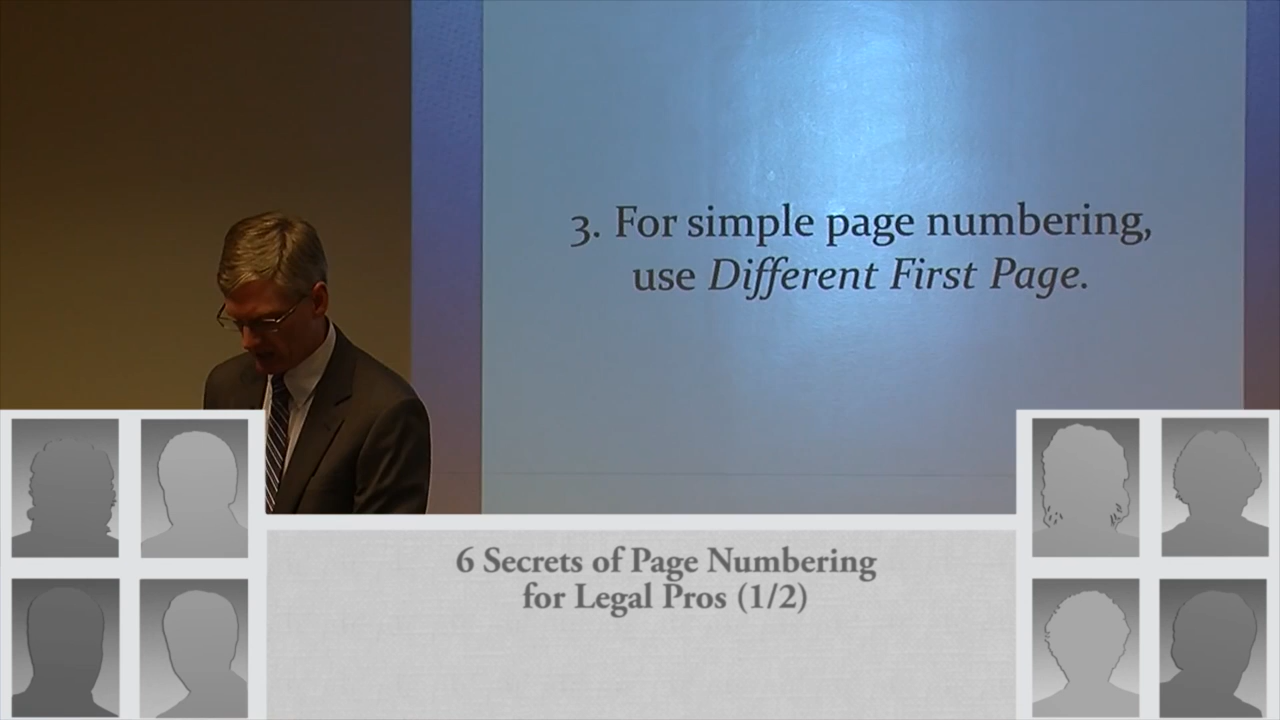 3. For simple page numbering,
use Different First Page.
6 Secrets of Page Numbering
for Legal Pros (1/2)